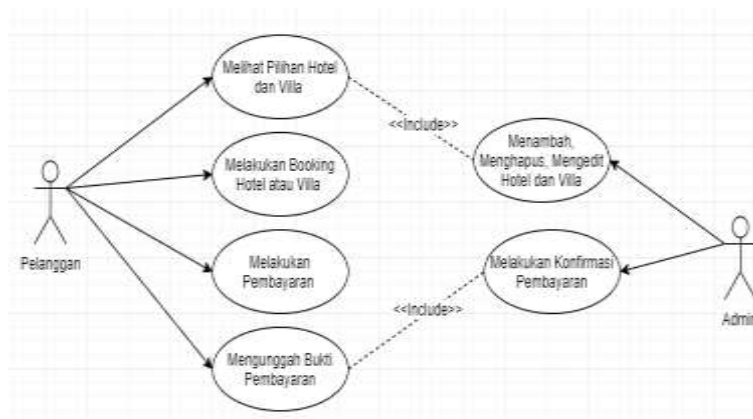 Melihat Pilihan Hotel
dan Villa
<<Include>>
Menambah,
Menghapus, Mengedit
Hotel dan Villa
Melakukan Booking
Hotel atau Villa
Pelanggan
Melakukan
Pembayaran
Melakukan Konfirmasi
Pembayaran
<<Include>>
Admin
Mengunggah Bukti
Pembayaran